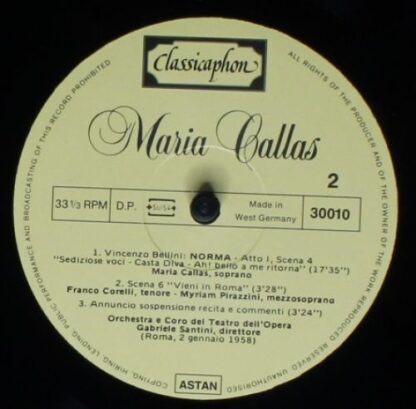 Classicaphon
Maria Callas
2
33 1/3 RPM
D.P.
SUISA
Made in
West Germany
30010
1. Vincenzo Bellini: NORMA - Atto I, Scena 4
"Sediziose voci - Casta Diva - Ah! bello a me ritorna" (17'35")
Maria Callas, soprano
2. Scena 6 "Vieni in Roma" (3'28")
Franco Corelli, tenore - Myriam Pirazzini, mezzosoprano
3. Annuncio sospensione recita e commenti (3'24")
Orchestra e Coro del Teatro dell'Opera
Gabriele Santini, direttore
(Roma, 2 gennaio 1958)
ASTAN
ALL RIGHTS OF THE PRODUCER AND OF THE OWNER OF THE WORK REPRODUCED RESERVED. UNAUTHORISED COPYING, HIRING, LENDING, PUBLIC PERFORMANCE AND BROADCASTING OF THIS RECORD PROHIBITED